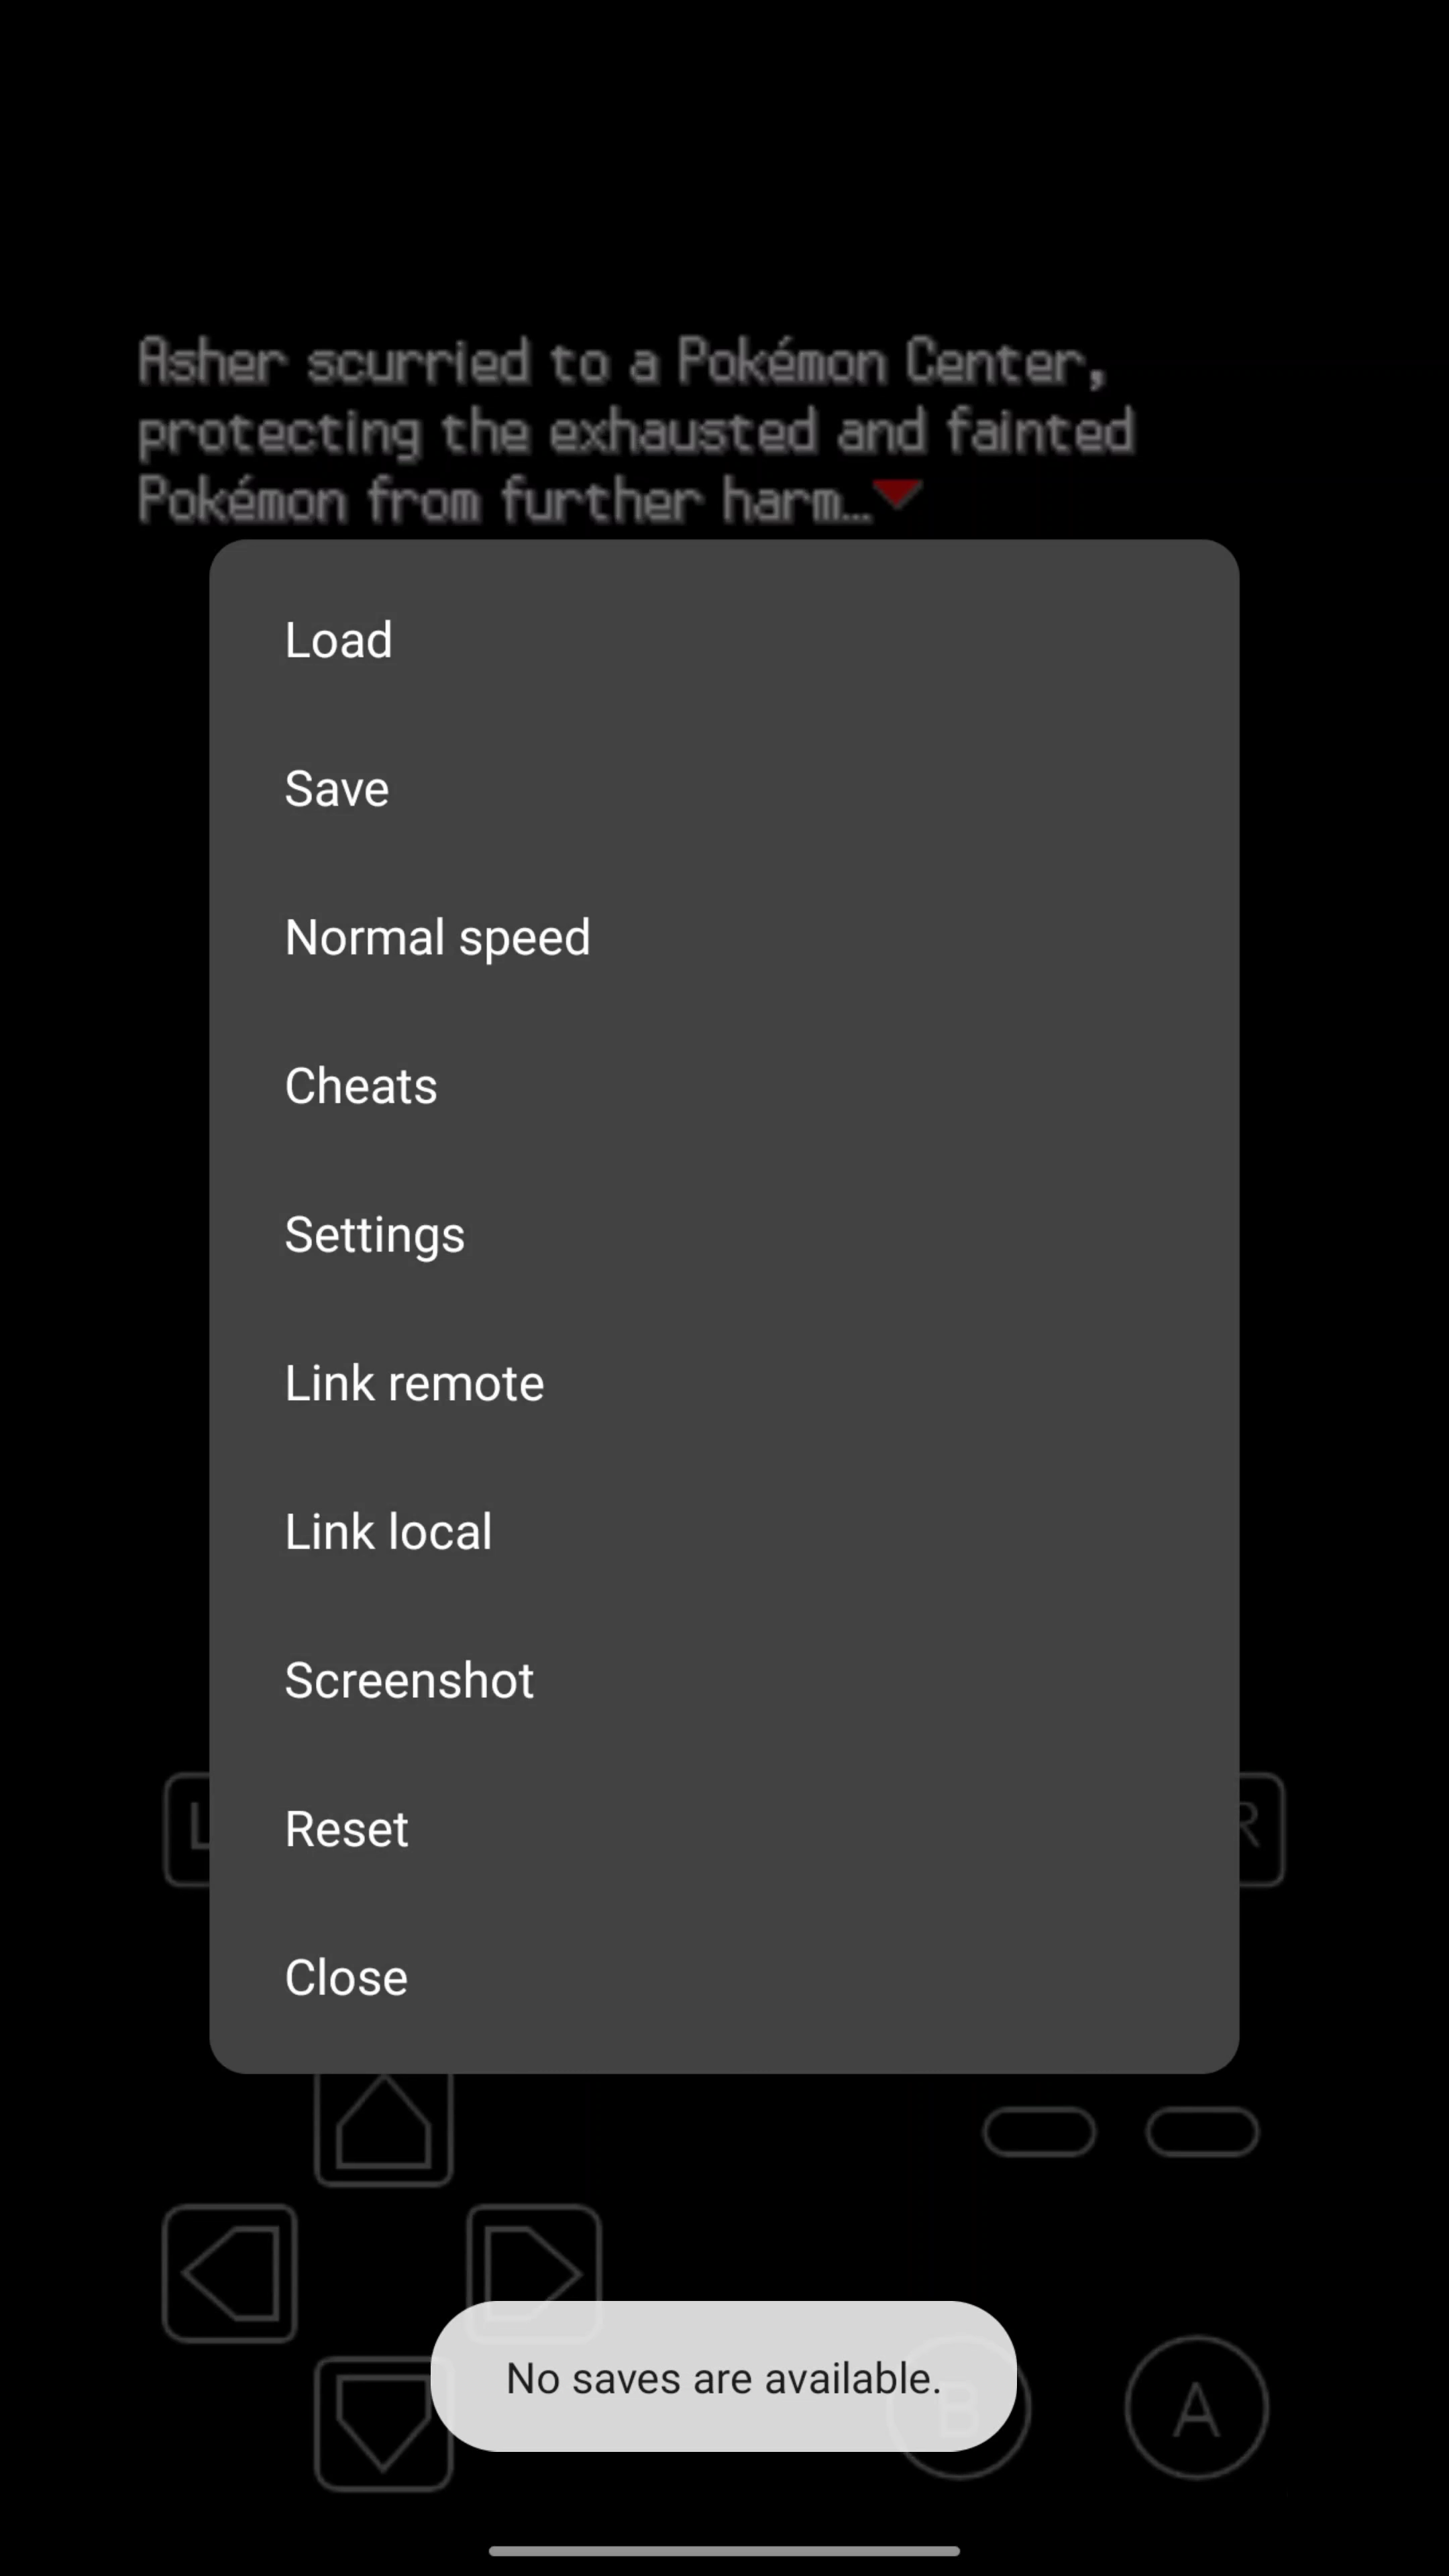 Asher scurried to a Pokémon Center,
protecting the exhausted and fainted
Pokémon from further harm...
Load
Save
Normal speed
Cheats
Settings
Link remote
Link local
Screenshot
L
R
Reset
Close
No saves are available.
B
A